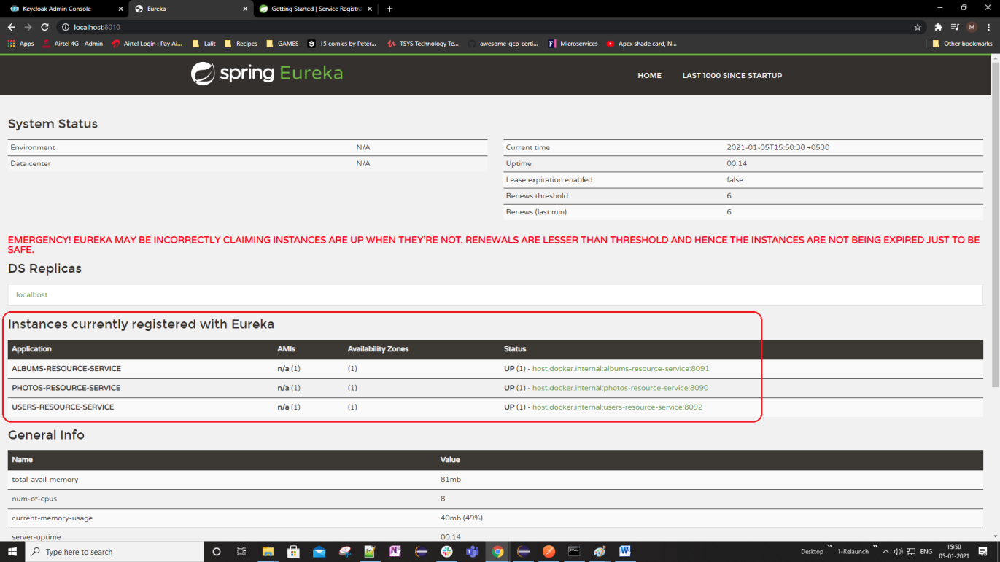 Keycloak Admin Console
Eureka
Getting Started | Service Registra
localhost:8010
M
Apps
Airtel 4G - Admin
Airtel Login : Pay Ai...
Lalit
Recipes
GAMES
15 comics by Peter...
TSYS Technology Te...
awesome-gcp-certi...
Microservices
Apex shade card, N...
Other bookmarks
spring Eureka
HOME LAST 1000 SINCE STARTUP
System Status
Environment N/A
Data center N/A
Current time 2021-01-05T15:50:38 +0530
Uptime 00:14
Lease expiration enabled false
Renews threshold 6
Renews (last min) 6
EMERGENCY! EUREKA MAY BE INCORRECTLY CLAIMING INSTANCES ARE UP WHEN THEY'RE NOT. RENEWALS ARE LESSER THAN THRESHOLD AND HENCE THE INSTANCES ARE NOT BEING EXPIRED JUST TO BE
SAFE.
DS Replicas
localhost
Instances currently registered with Eureka
Application AMIs Availability Zones Status
ALBUMS-RESOURCE-SERVICE n/a (1) (1) UP (1) - host.docker.internal:albums-resource-service:8091
PHOTOS-RESOURCE-SERVICE n/a (1) (1) UP (1) - host.docker.internal:photos-resource-service:8090
USERS-RESOURCE-SERVICE n/a (1) (1) UP (1) - host.docker.internal:users-resource-service:8092
General Info
Name Value
total-avail-memory 81mb
num-of-cpus 8
current-memory-usage 40mb (49%)
server-uptime 00:14
Type here to search
Desktop
1-Relaunch
ENG
15:50
05-01-2021